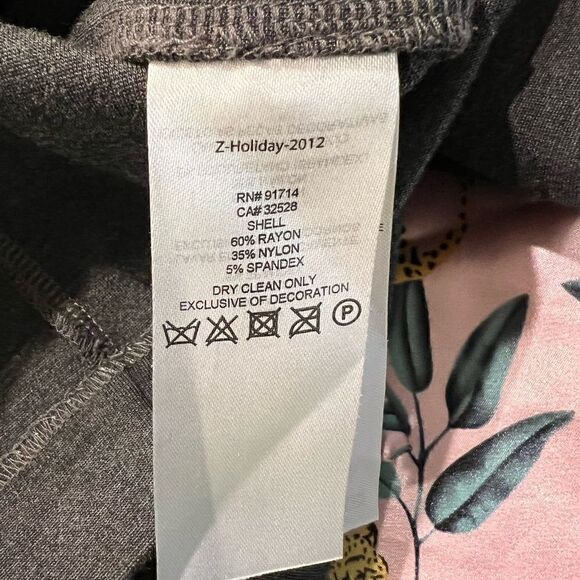 Z-Holiday-2012
RN# 91714
CA# 32528
SHELL
60% RAYON
35% NYLON
5% SPANDEX
DRY CLEAN ONLY
EXCLUSIVE OF DECORATION
P